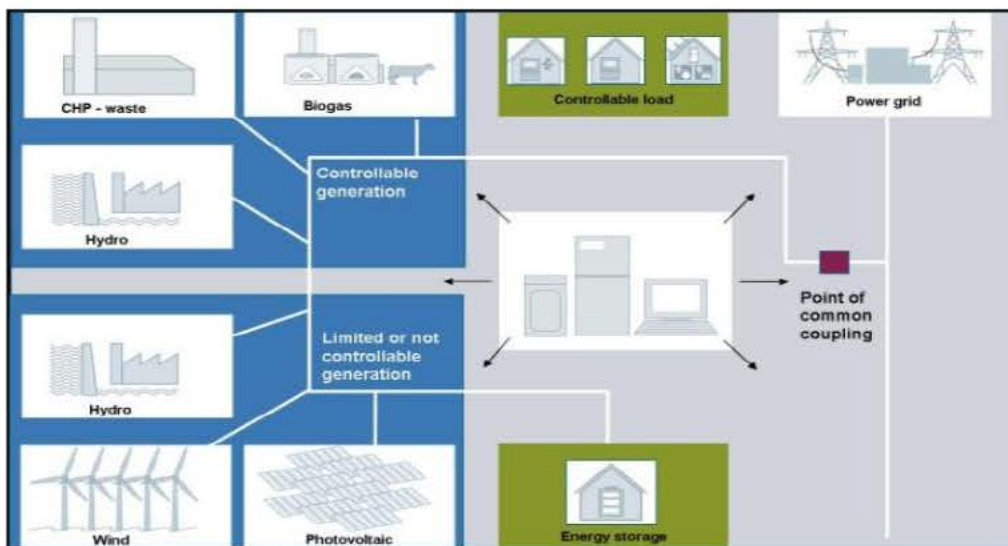 CHP - waste
Biogas
Controllable load
Power grid
Controllable
generation
Hydro
Point of
common
coupling
Limited or not
controllable
generation
Hydro
Wind
Photovoltaic
Energy storage